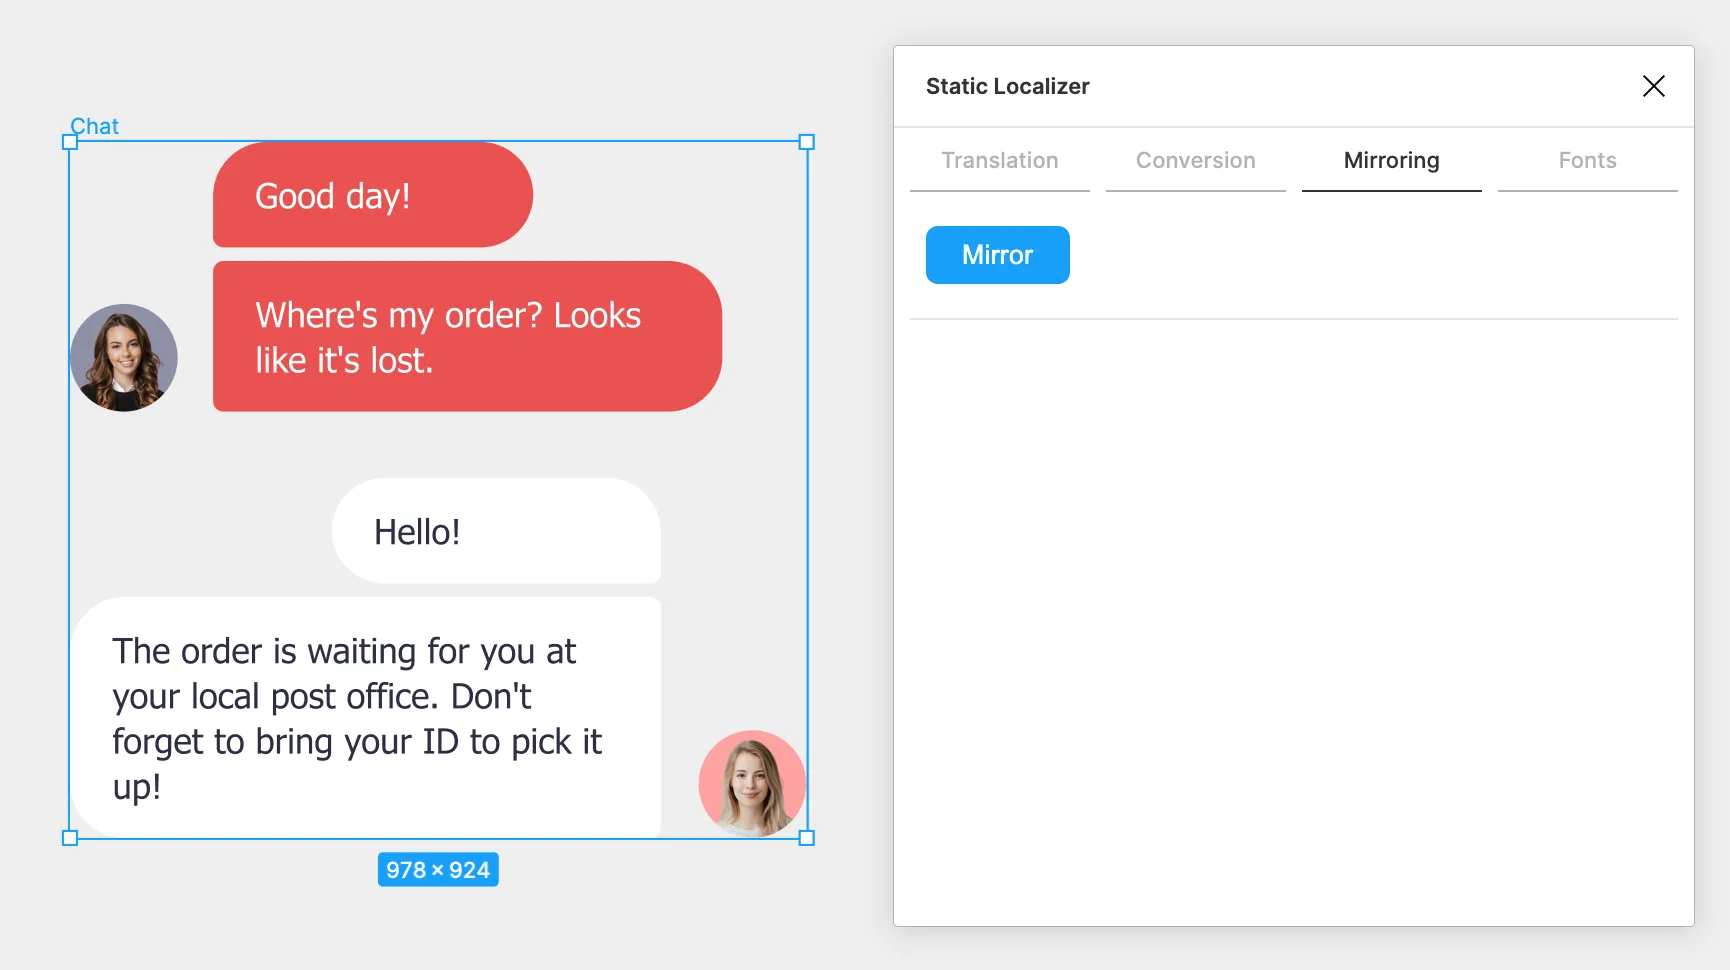 Chat
Good day!
Where's my order? Looks
like it's lost.
Hello!
The order is waiting for you at
your local post office. Don't
forget to bring your ID to pick it
up!
978 × 924
Static Localizer
Translation
Conversion
Mirroring
Fonts
Mirror